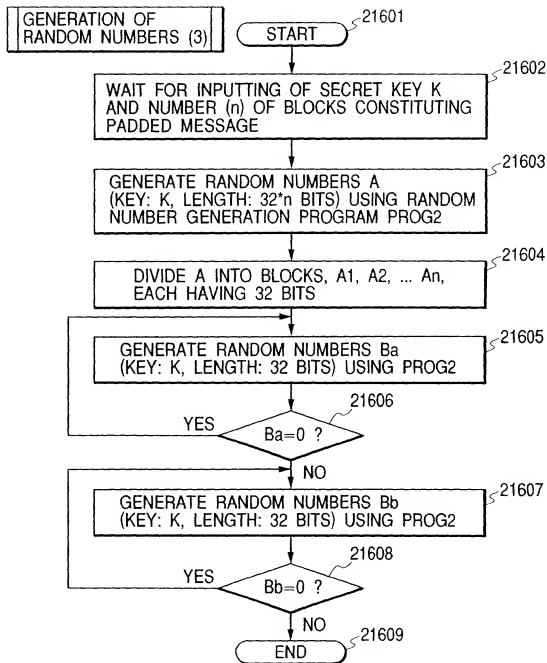 GENERATION OF
RANDOM NUMBERS (3)
START
21601
21602
WAIT FOR INPUTTING OF SECRET KEY K
AND NUMBER (n) OF BLOCKS CONSTITUTING
PADDED MESSAGE
21603
GENERATE RANDOM NUMBERS A
(KEY: K, LENGTH: 32*n BITS) USING RANDOM
NUMBER GENERATION PROGRAM PROG2
21604
DIVIDE A INTO BLOCKS, A1, A2, ... An,
EACH HAVING 32 BITS
21605
GENERATE RANDOM NUMBERS Ba
(KEY: K, LENGTH: 32 BITS) USING PROG2
21606
YES
Ba=0 ?
NO
21607
GENERATE RANDOM NUMBERS Bb
(KEY: K, LENGTH: 32 BITS) USING PROG2
21608
YES
Bb=0 ?
NO
21609
END